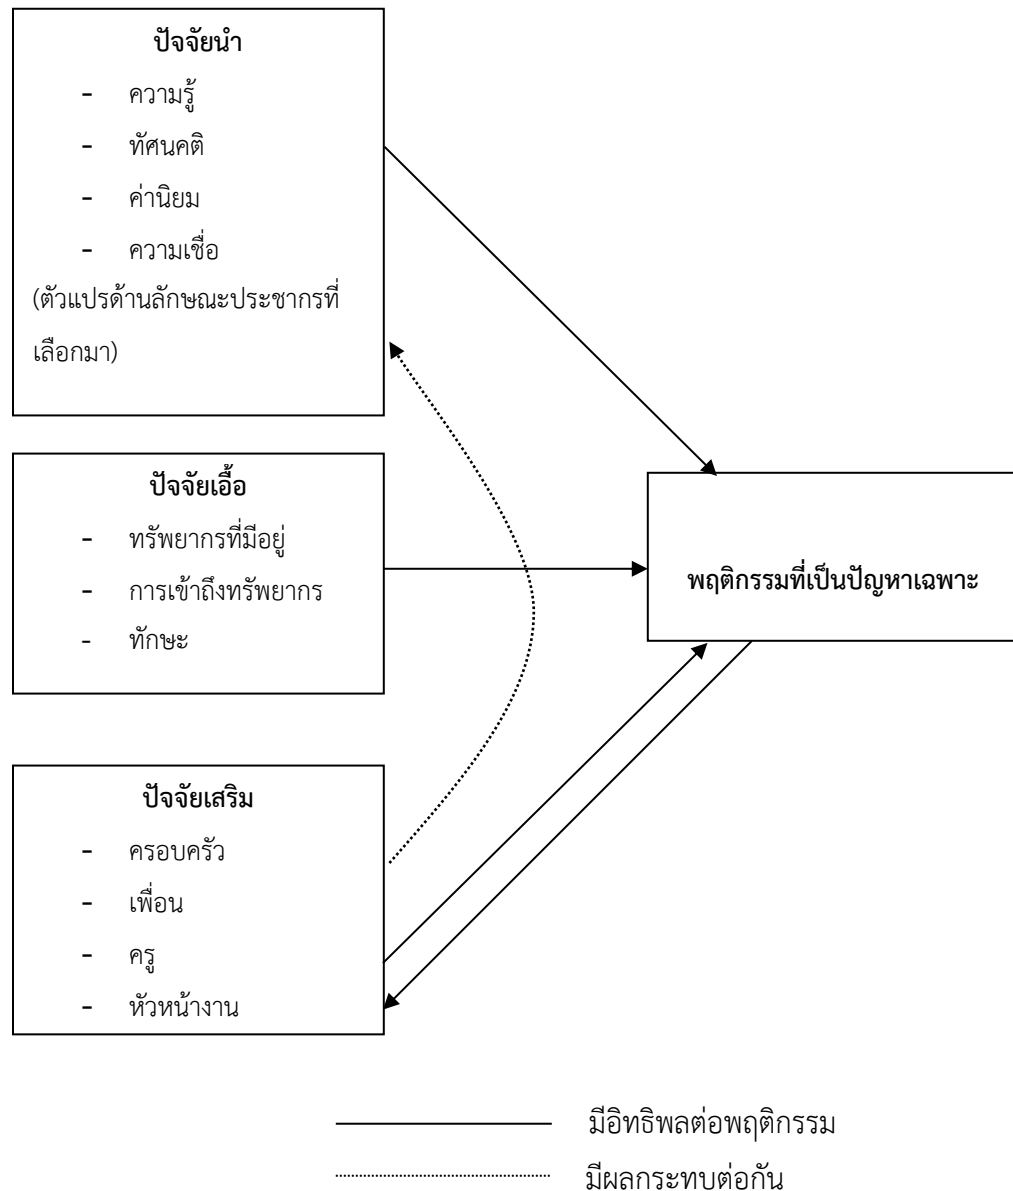 ปัจจัยนำ
- ความรู้
- ทัศนคติ
- ค่านิยม
- ความเชื่อ
(ตัวแปรด้านลักษณะประชากรที่
เลือกมา)
ปัจจัยเอื้อ
- ทรัพยากรที่มีอยู่
- การเข้าถึงทรัพยากร
- ทักษะ
พฤติกรรมที่เป็นปัญหาเฉพาะ
ปัจจัยเสริม
- ครอบครัว
- เพื่อน
- ครู
- หัวหน้างาน
มีอิทธิพลต่อพฤติกรรม
มีผลกระทบต่อกัน